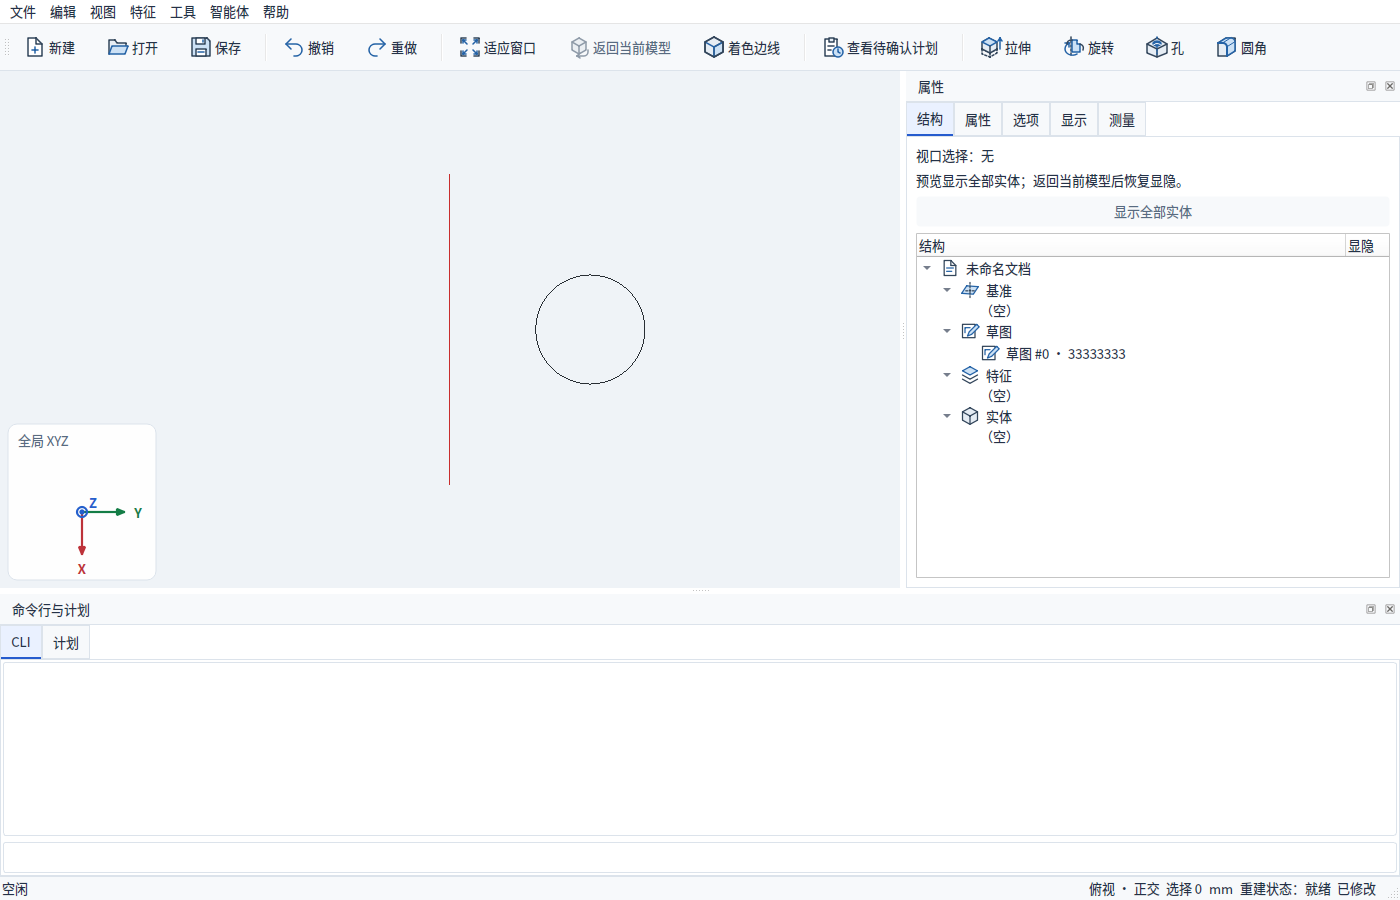 文件 编辑 视图 特征 工具 智能体 帮助
新建 打开 保存 撤销 重做 适应窗口 返回当前模型 着色边线 查看待确认计划 拉伸 旋转 孔 圆角
属性
结构 属性 选项 显示 测量
视口选择：无
预览显示全部实体；返回当前模型后恢复显隐。
显示全部实体
结构 显隐
未命名文档
基准
（空）
草图
草图 #0 · 33333333
特征
（空）
实体
（空）
全局 XYZ
Z
Y
X
命令行与计划
CLI 计划
空闲 俯视 · 正交 选择 0 mm 重建状态：就绪 已修改